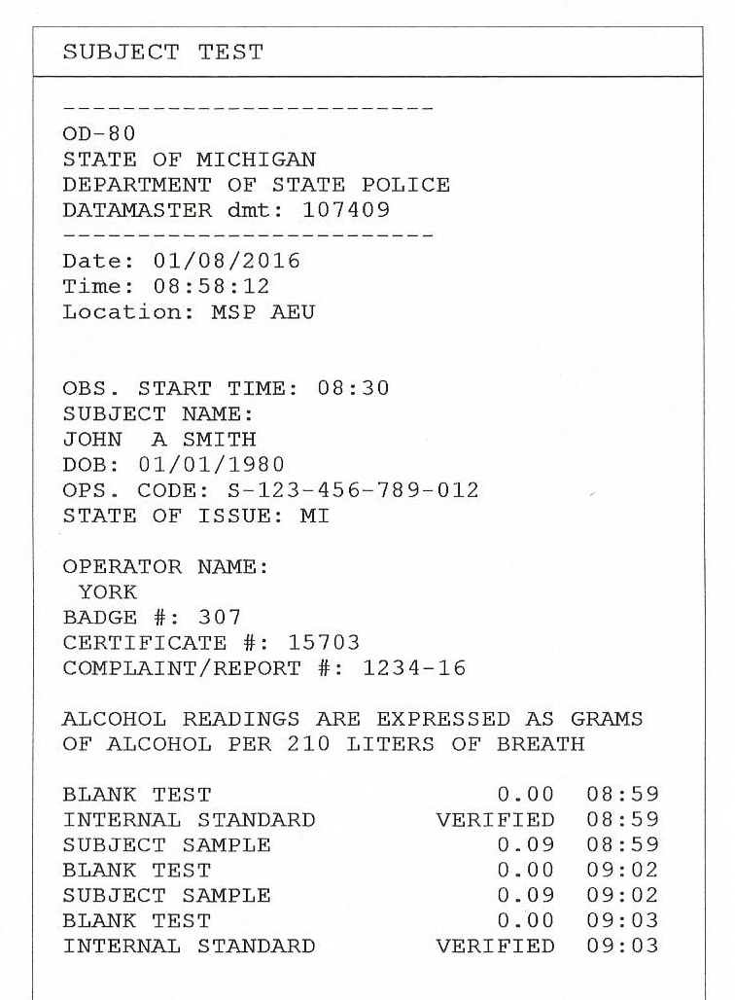 SUBJECT TEST
-------------------------
OD-80
STATE OF MICHIGAN
DEPARTMENT OF STATE POLICE
DATAMASTER dmt: 107409
-------------------------
Date: 01/08/2016
Time: 08:58:12
Location: MSP AEU
OBS. START TIME: 08:30
SUBJECT NAME:
JOHN  A SMITH
DOB: 01/01/1980
OPS. CODE: S-123-456-789-012
STATE OF ISSUE: MI
OPERATOR NAME:
YORK
BADGE #: 307
CERTIFICATE #: 15703
COMPLAINT/REPORT #: 1234-16
ALCOHOL READINGS ARE EXPRESSED AS GRAMS
OF ALCOHOL PER 210 LITERS OF BREATH
BLANK TEST 0.00 08:59
INTERNAL STANDARD VERIFIED 08:59
SUBJECT SAMPLE 0.09 08:59
BLANK TEST 0.00 09:02
SUBJECT SAMPLE 0.09 09:02
BLANK TEST 0.00 09:03
INTERNAL STANDARD VERIFIED 09:03